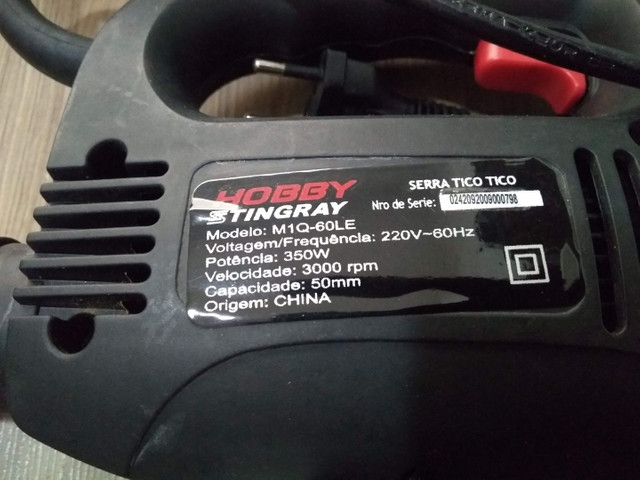 HOBBY
STINGRAY
SERRA TICO TICO
Nro de Serie: 0242092009000798
Modelo: M1Q-60LE
Voltagem/Frequência: 220V~60Hz
Potência: 350W
Velocidade: 3000 rpm
Capacidade: 50mm
Origem: CHINA